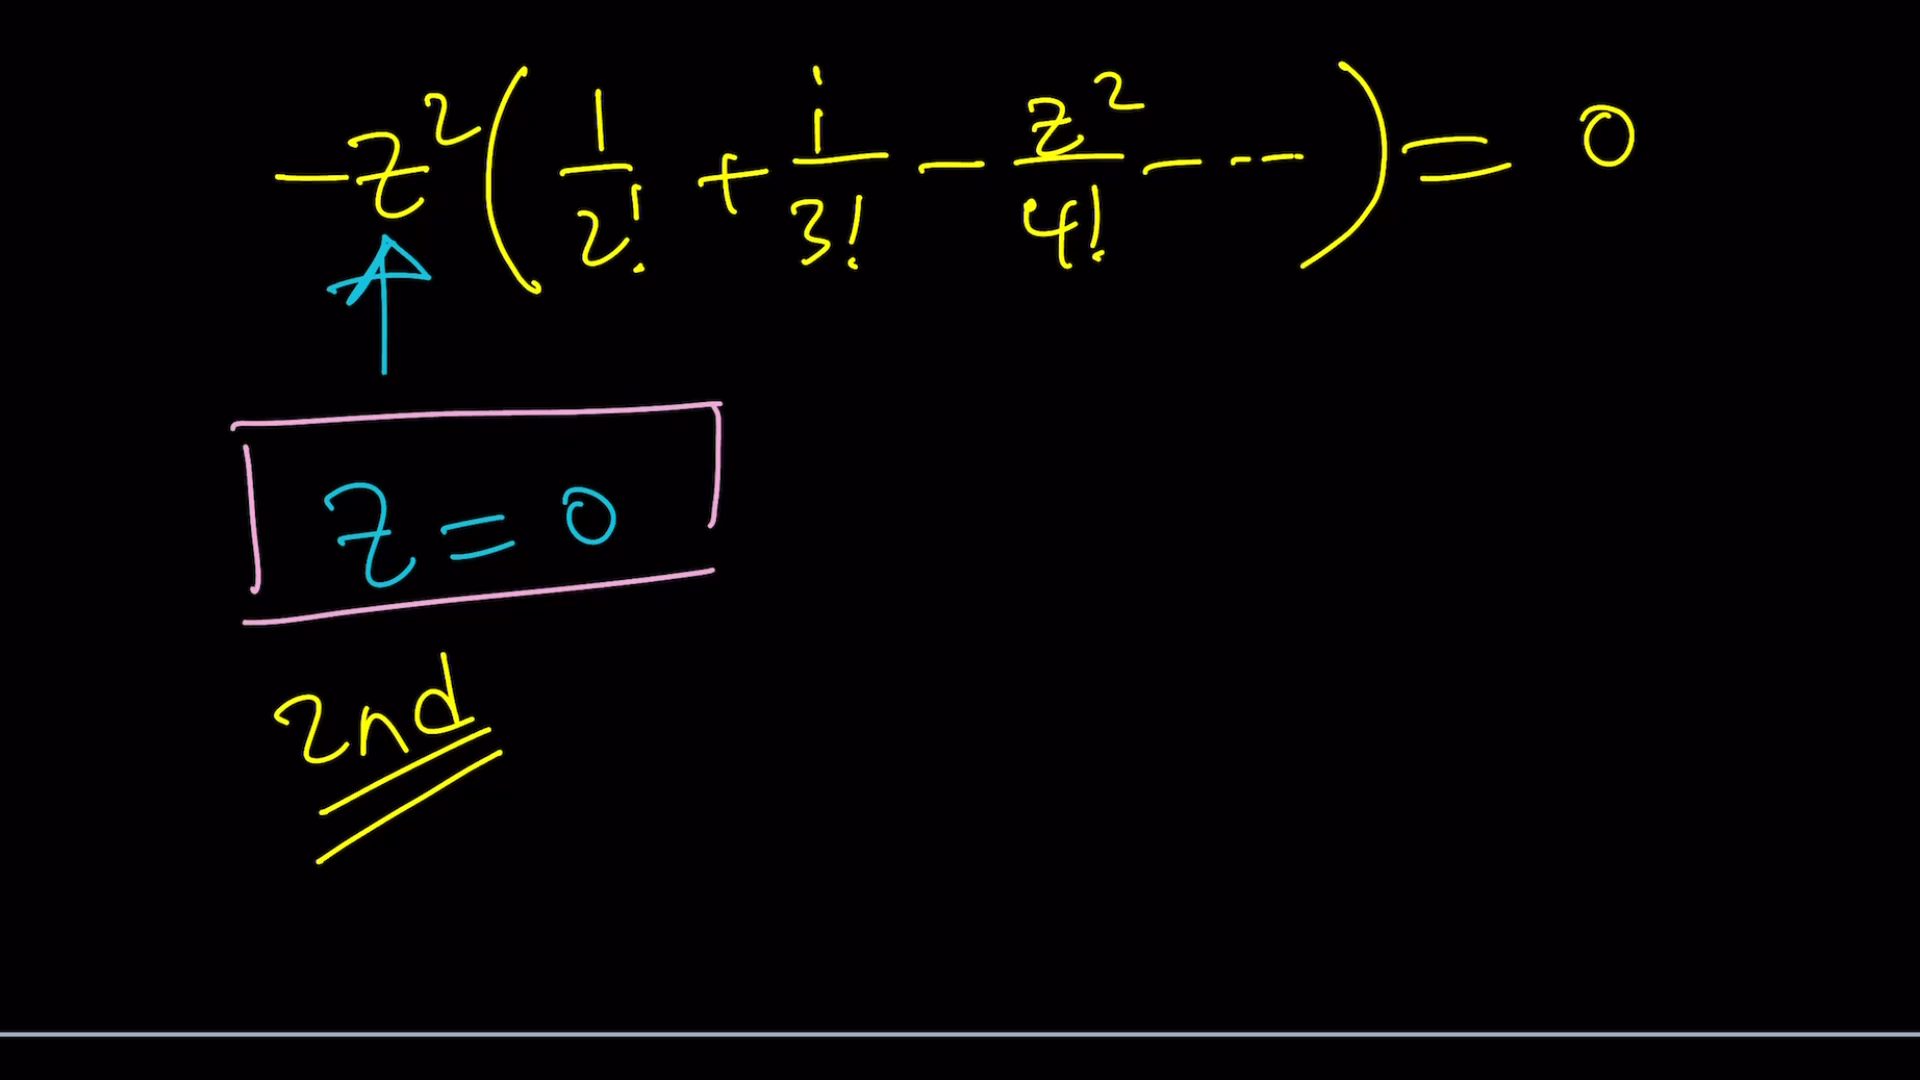 -z²(1/2! + i/3! - z²/4! - ---) = 0
z = 0
2nd